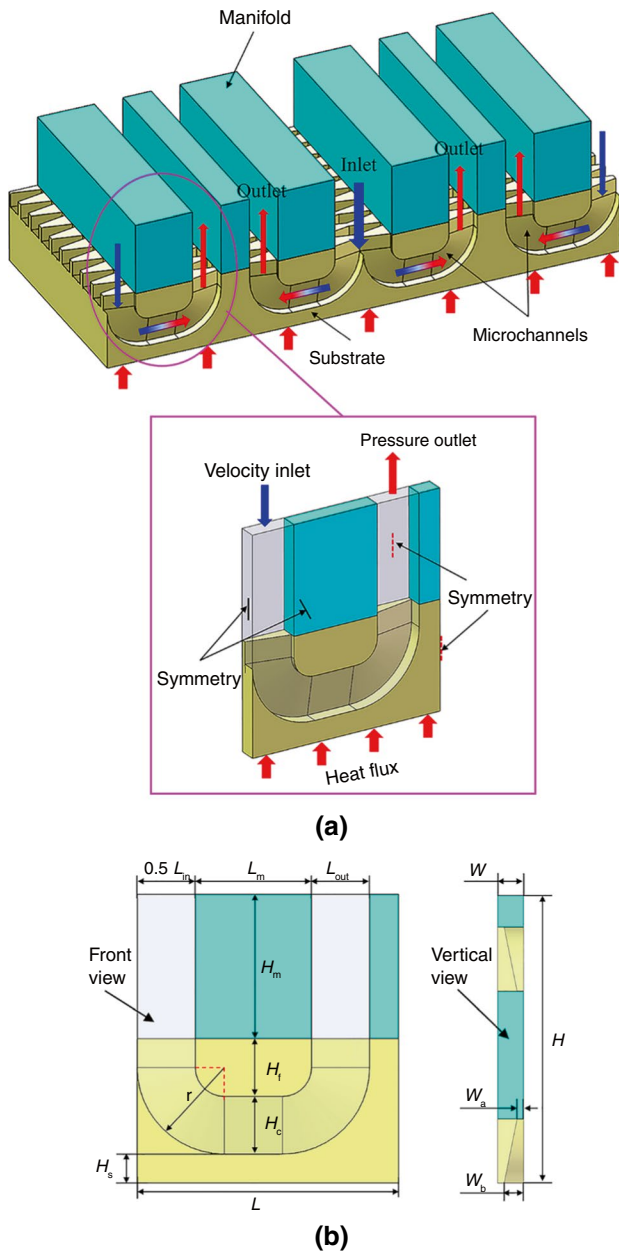 Manifold
Inlet
Outlet
Outlet
Microchannels
Substrate
Pressure outlet
Velocity inlet
Symmetry
Symmetry
Heat flux
(a)
0.5 Lin
Lm
Lout
W
Front
view
Hm
Vertical
view
H
Hf
r
Wa
Hc
Hs
Wb
L
(b)